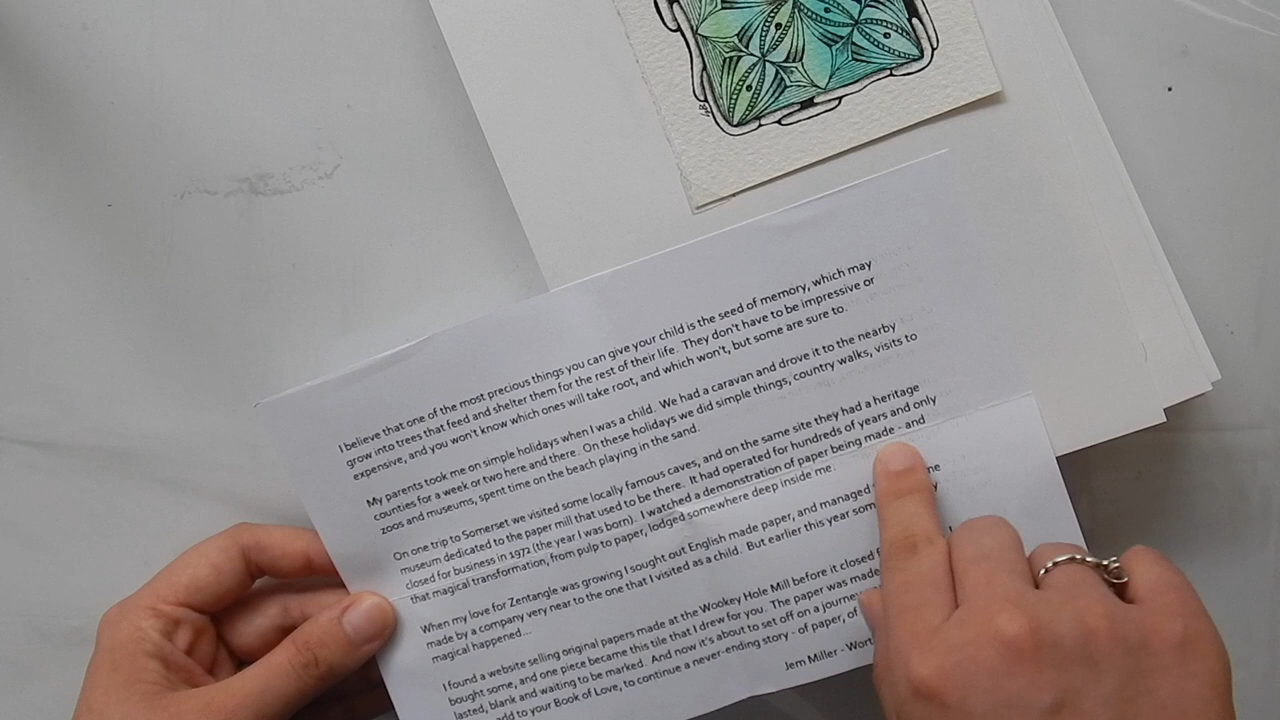 I believe that one of the most precious things you can give your child is the seed of memory, which may
grow into trees that feed and shelter them for the rest of their life. They don't have to be impressive or
expensive, and you won't know which ones will take root, and which won't, but some are sure to.
My parents took me on simple holidays when I was a child. We had a caravan and drove it to the nearby
counties for a week or two here and there. On these holidays we did simple things, country walks, visits to
zoos and museums, spent time on the beach playing in the sand.
On one trip to Somerset we visited some locally famous caves, and on the same site they had a heritage
museum dedicated to the paper mill that used to be there. It had operated for hundreds of years and only
closed for business in 1972 (the year I was born). I watched a demonstration of paper being made - and
that magical transformation, from pulp to paper, lodged somewhere deep inside me.
When my love for Zentangle was growing I sought out English made paper, and managed
made by a company very near to the one that I visited as a child. But earlier this year
magical happened....
I found a website selling original papers made at the Wookey Hole Mill before it closed
bought some, and one piece became this tile that I drew for you. The paper was made
lasted, blank and waiting to be marked. And now it's about to set off on a journey
add to your Book of Love, to continue a never-ending story - of paper,
Jem Miller -